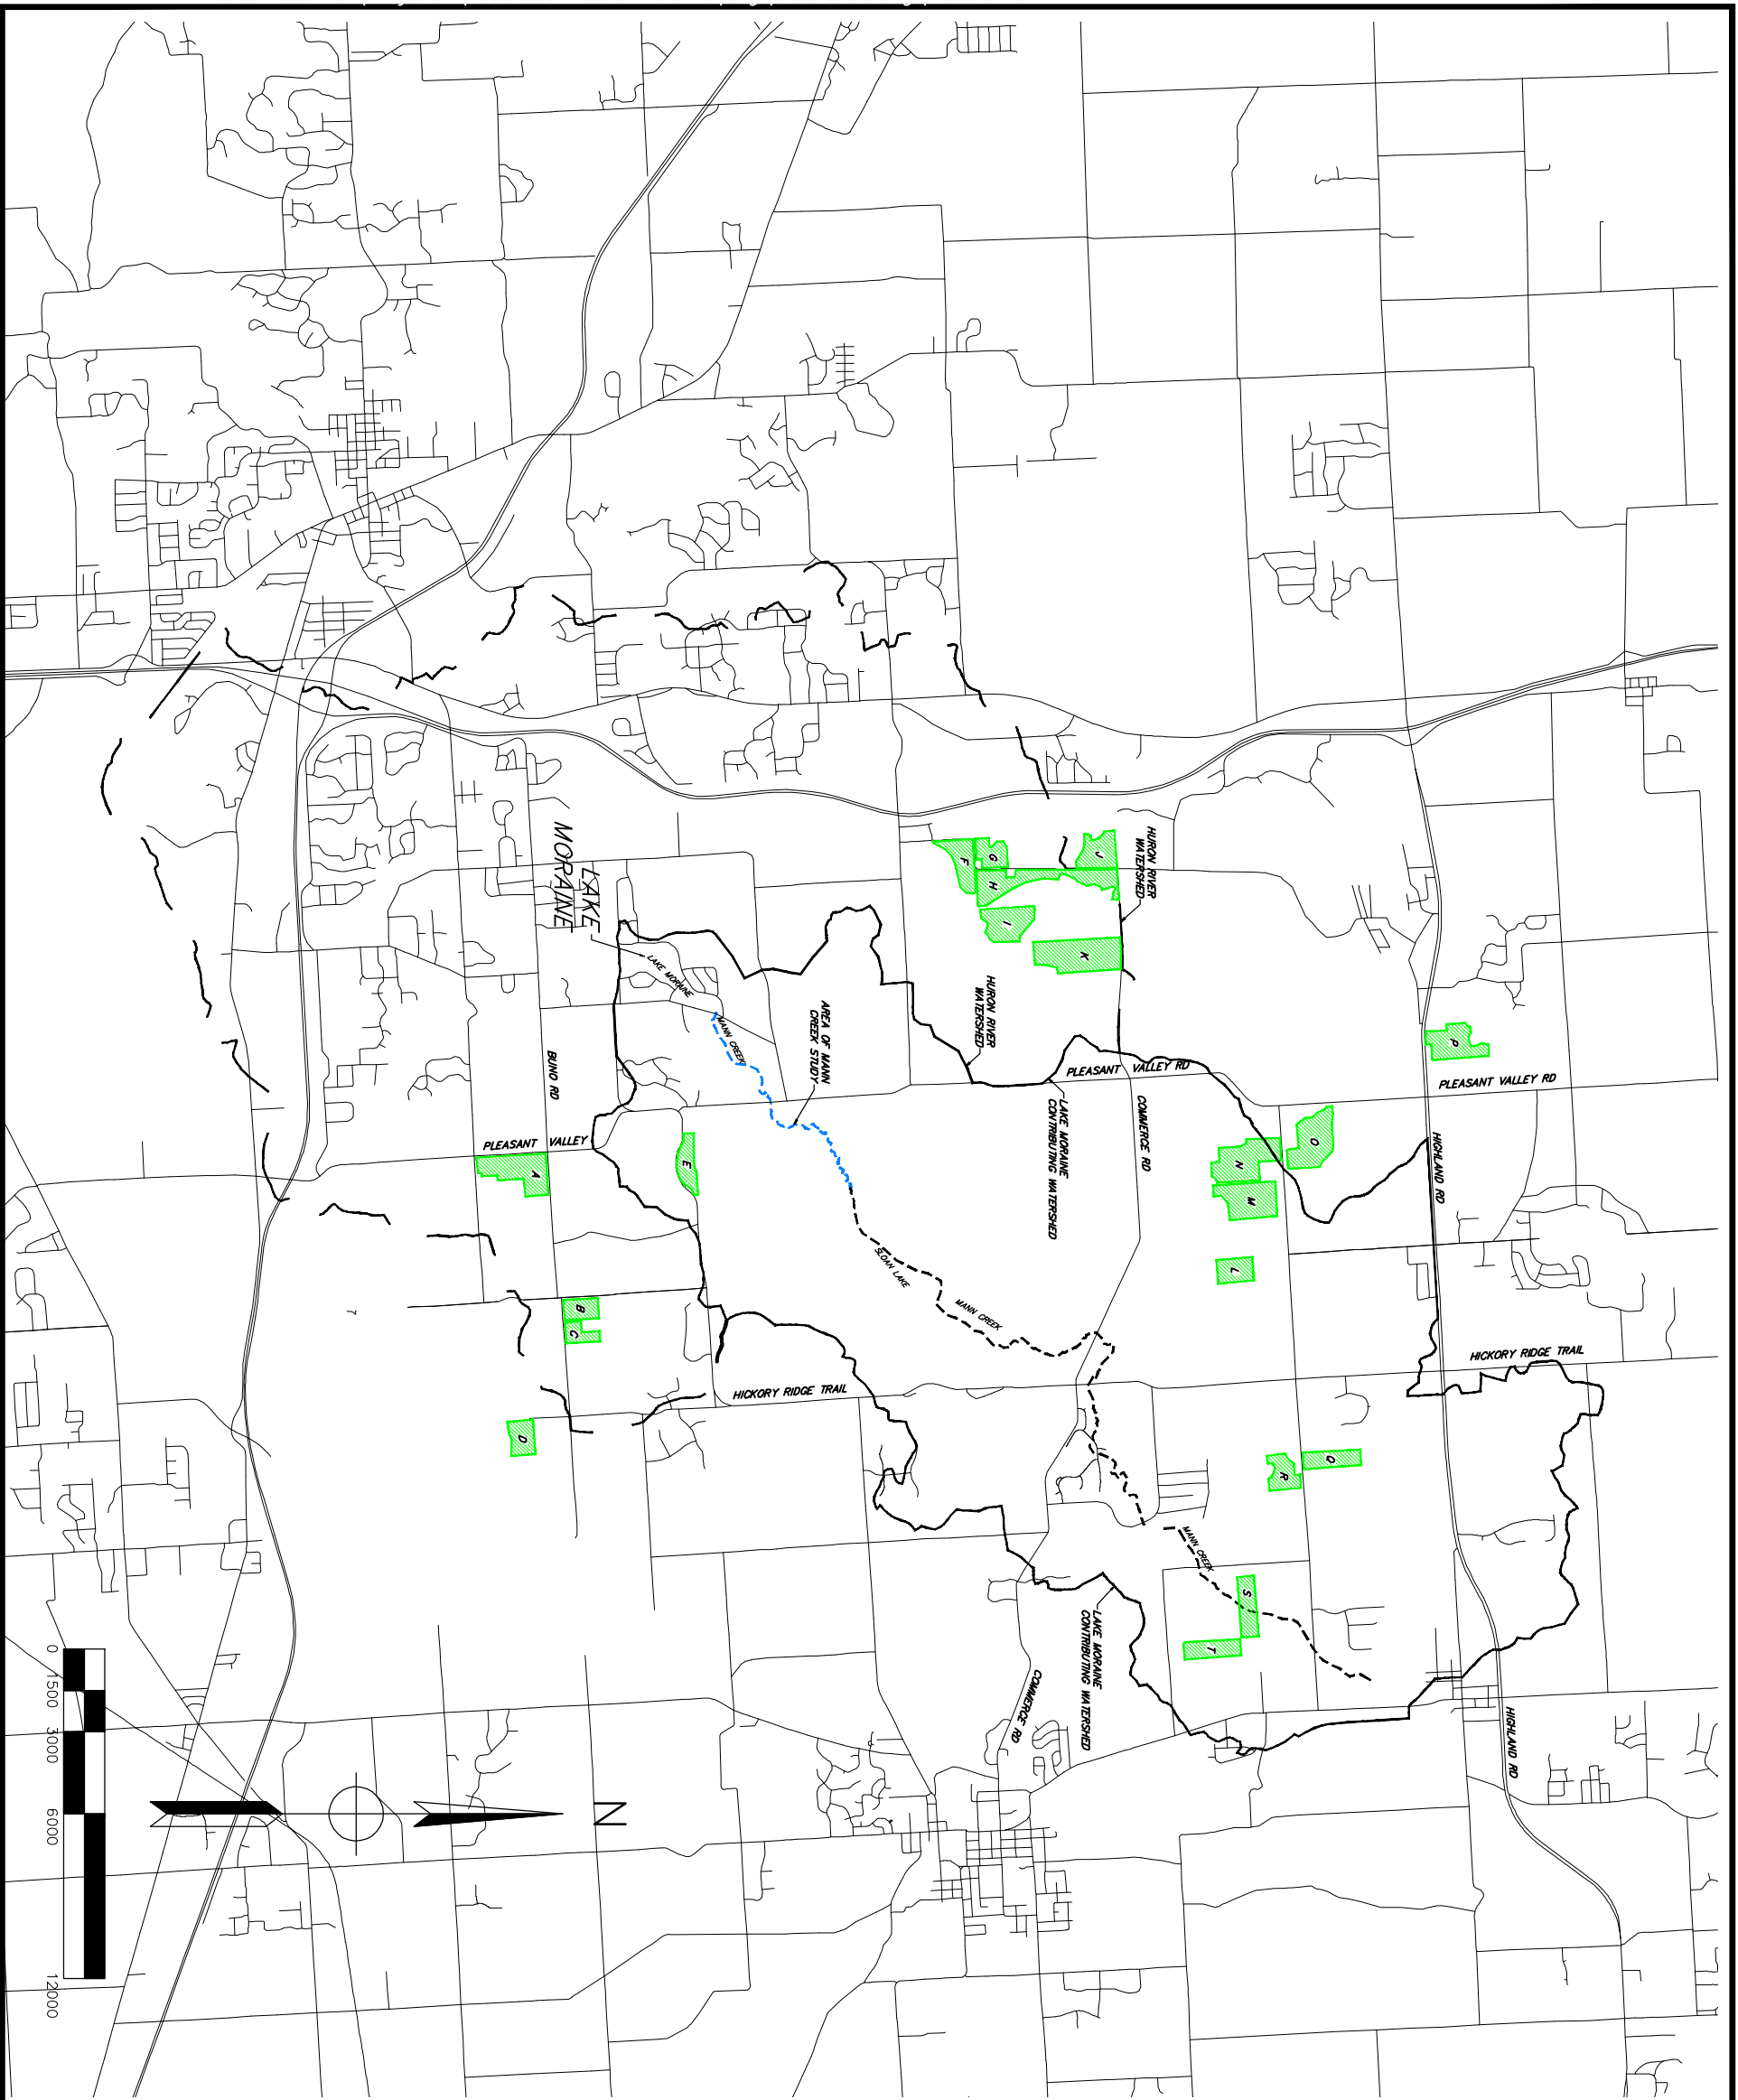 HURON RIVER
WATERSHED
F
G
H
I
J
K
LAKE
MORAINE
LAKE MORAINE
MANN CREEK
AREA OF MANN
CREEK STUDY
HURON RIVER
WATERSHED
PLEASANT VALLEY RD
PLEASANT VALLEY RD
PLEASANT VALLEY
LAKE MORAINE
CONTRIBUTING WATERSHED
COMMERCE RD
HIGHLAND RD
BUNO RD
A
E
P
O
N
M
L
B
C
D
SLOAN LAKE
MANN CREEK
HICKORY RIDGE TRAIL
HICKORY RIDGE TRAIL
Q
R
MANN CREEK
S
T
LAKE MORAINE
CONTRIBUTING WATERSHED
COMMERCE RD
HIGHLAND RD
N
0
1500
3000
6000
12000